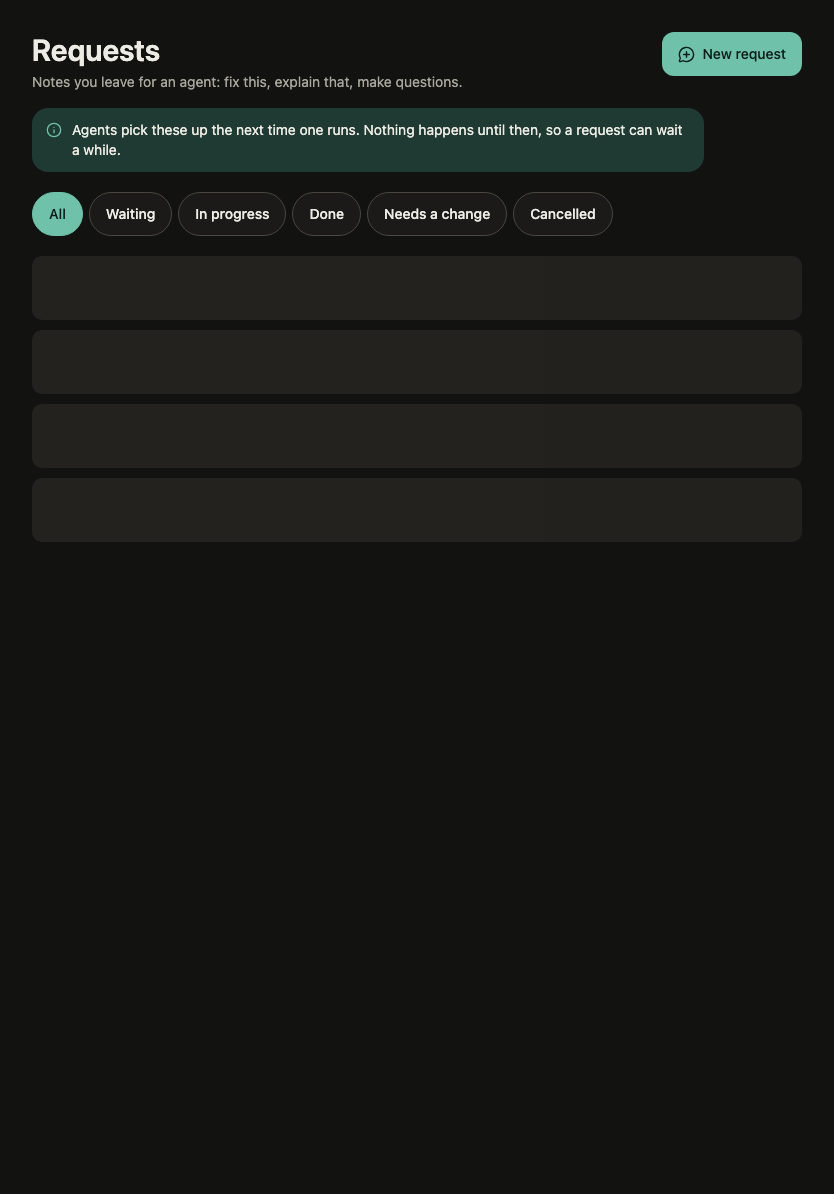 Requests
New request
Notes you leave for an agent: fix this, explain that, make questions.
Agents pick these up the next time one runs. Nothing happens until then, so a request can wait
a while.
All
Waiting
In progress
Done
Needs a change
Cancelled